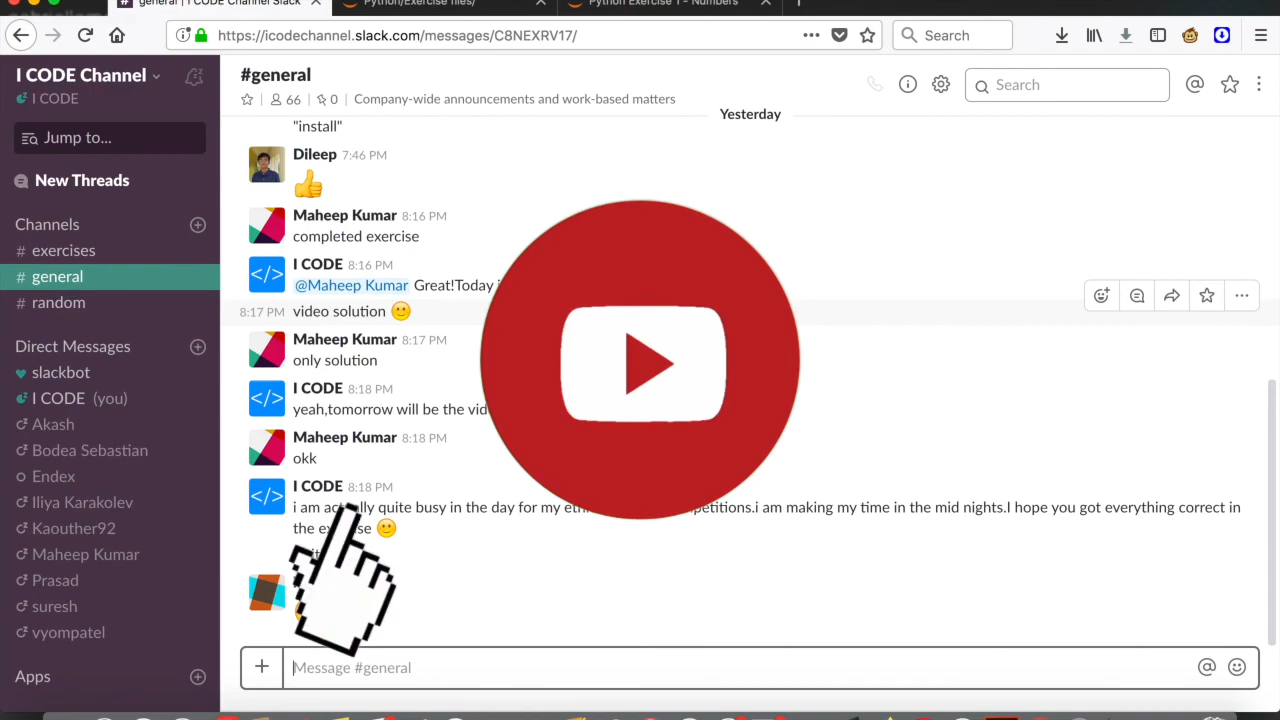 general | I CODE Channel Slack
Python/Exercise files/
Python Exercise 1 - Numbers
https://icodechannel.slack.com/messages/C8NEXRV17/
Search
I CODE Channel
I CODE
Jump to...
New Threads
Channels
# exercises
# general
# random
Direct Messages
slackbot
I CODE (you)
Akash
Bodea Sebastian
Endex
Iliya Karakolev
Kaouther92
Maheep Kumar
Prasad
suresh
vyompatel
Apps
#general
66 | 0 | Company-wide announcements and work-based matters
Search
Yesterday
"install"
Dileep 7:46 PM
Maheep Kumar 8:16 PM
completed exercise
</> I CODE 8:16 PM
@Maheep Kumar Great!Today
8:17 PM video solution
Maheep Kumar 8:17 PM
only solution
</> I CODE 8:18 PM
yeah,tomorrow will be the
Maheep Kumar 8:18 PM
okk
</> I CODE 8:18 PM
i am actually quite busy in the day for my .i am making my time in the mid nights.I hope you got everything correct in
the
Message #general